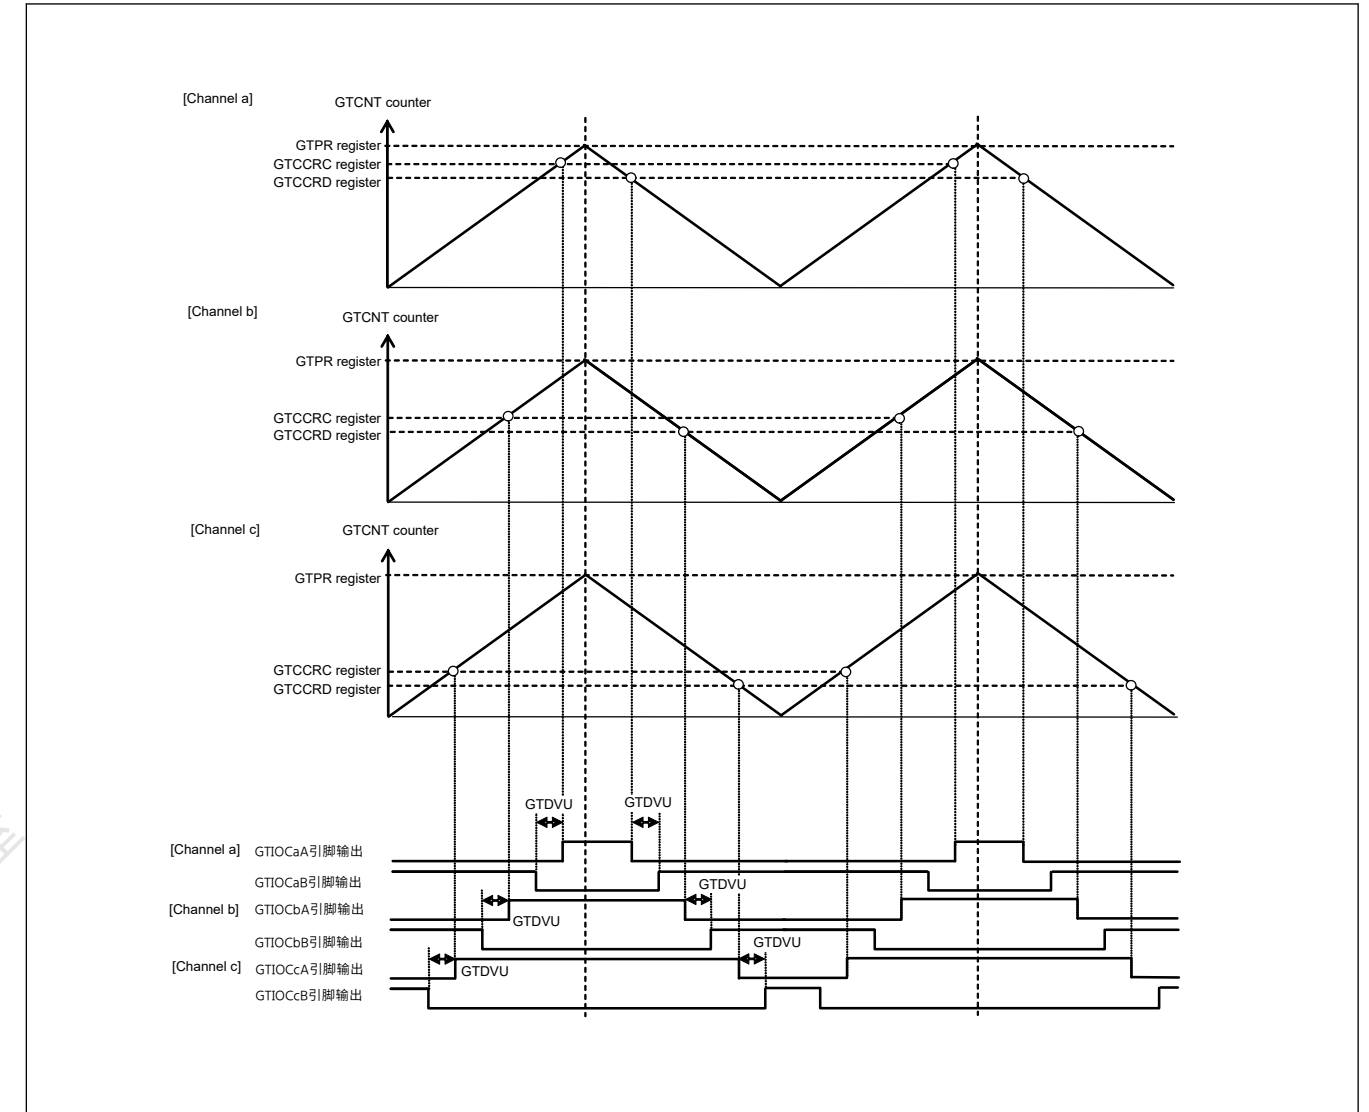 [Channel a]
GTCNT counter
GTPR register
GTCCRC register
GTCCRD register
[Channel b]
GTCNT counter
GTPR register
GTCCRC register
GTCCRD register
[Channel c]
GTCNT counter
GTPR register
GTCCRC register
GTCCRD register
GTDVU
GTDVU
[Channel a] GTIOCaA引脚输出
GTIOCaB引脚输出
GTDVU
[Channel b] GTIOCbA引脚输出
GTDVU
GTIOCbB引脚输出
GTDVU
[Channel c] GTIOCcA引脚输出
GTDVU
GTIOCcB引脚输出